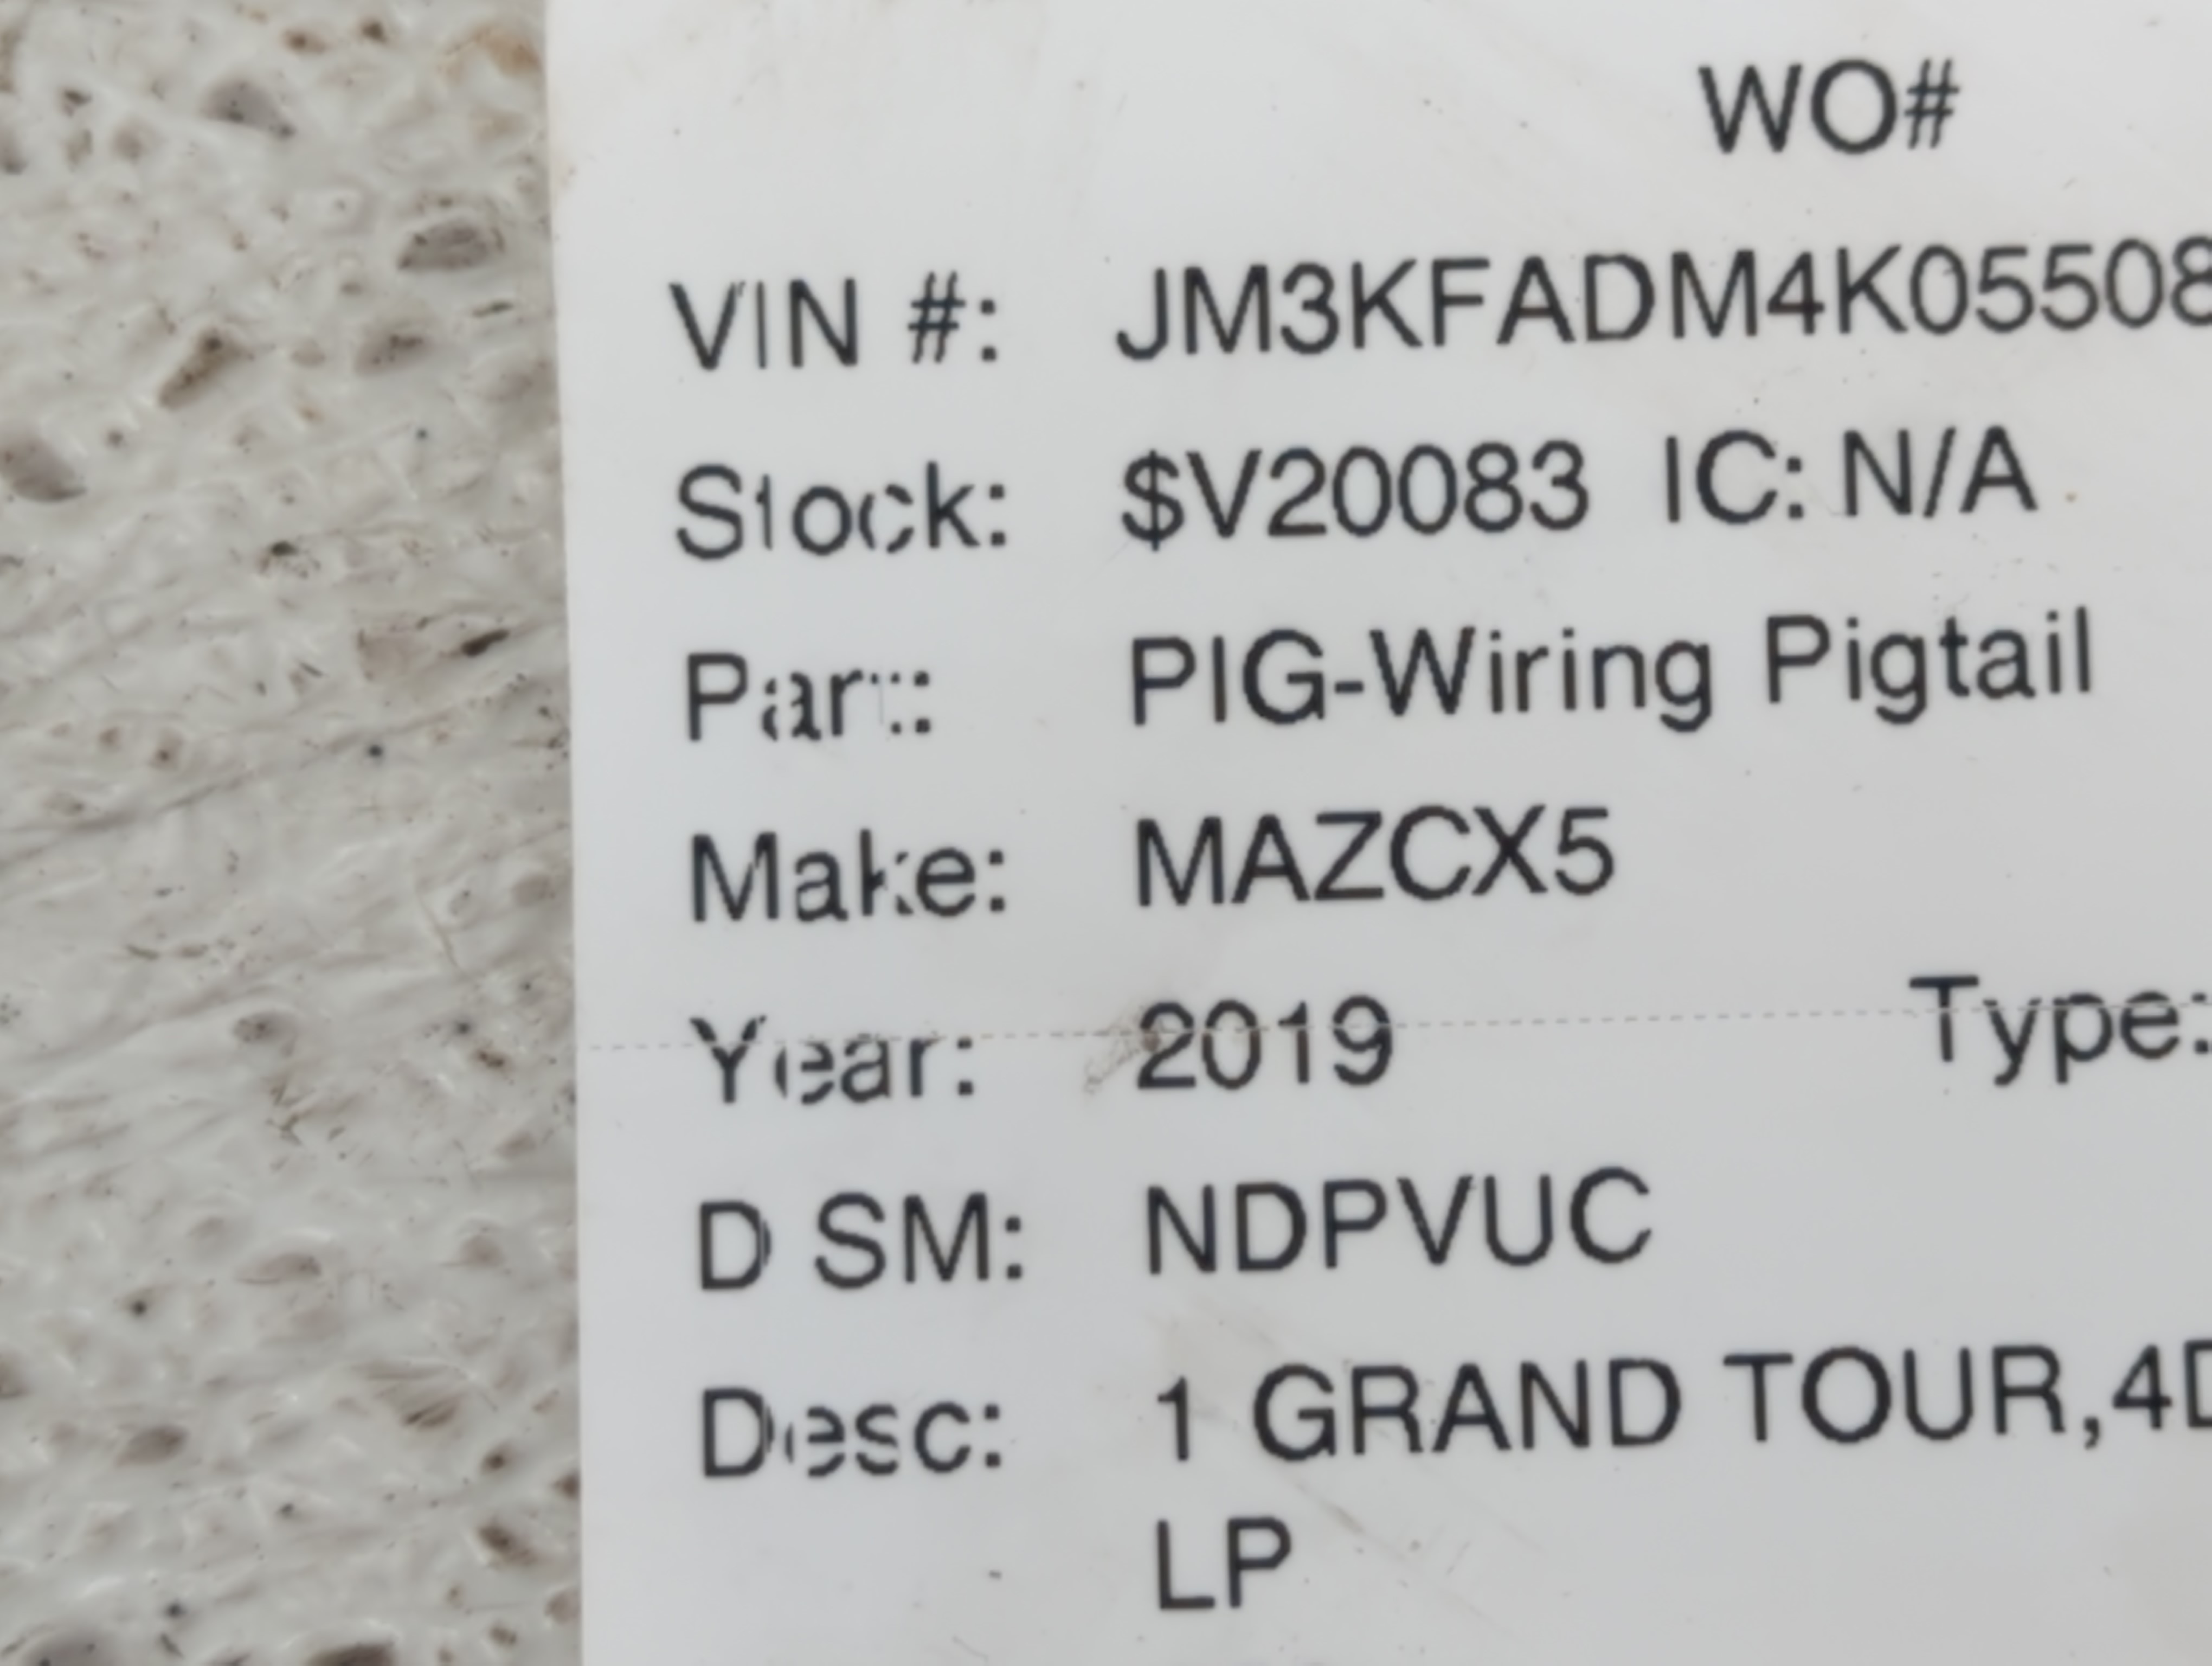 WO#
VIN #: JM3KFADM4K05508
Stock: $V20083 IC: N/A
Part: PIG-Wiring Pigtail
Make: MAZCX5
Year: 2019 Type:
D SM: NDPVUC
Desc: 1 GRAND TOUR,4D
LP